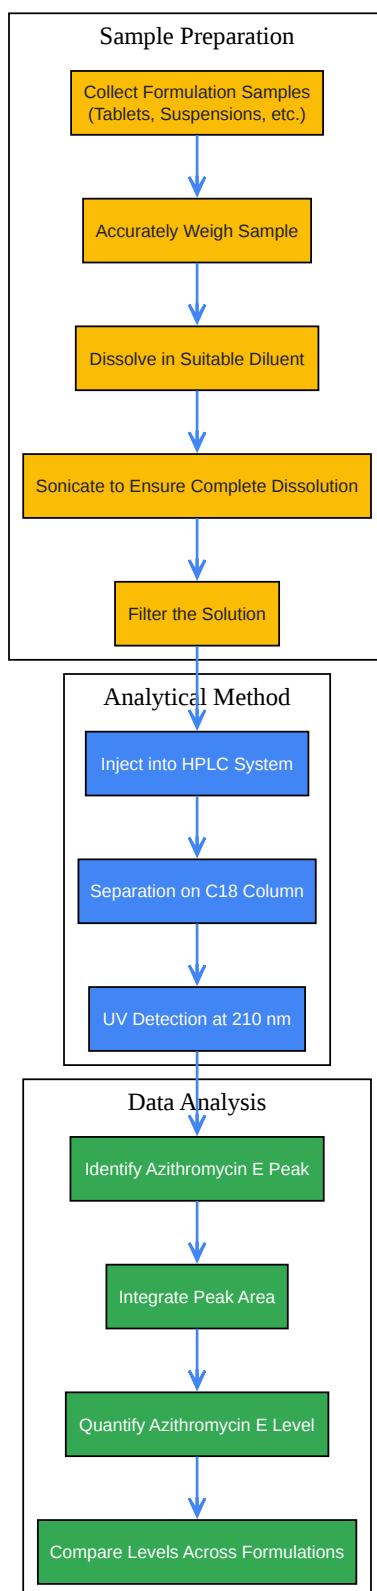 Sample Preparation
Collect Formulation Samples
(Tablets, Suspensions, etc.)
Accurately Weigh Sample
Dissolve in Suitable Diluent
Sonicate to Ensure Complete Dissolution
Filter the Solution
Analytical Method
Inject into HPLC System
Separation on C18 Column
UV Detection at 210 nm
Data Analysis
Identify Azithromycin E Peak
Integrate Peak Area
Quantify Azithromycin E Level
Compare Levels Across Formulations